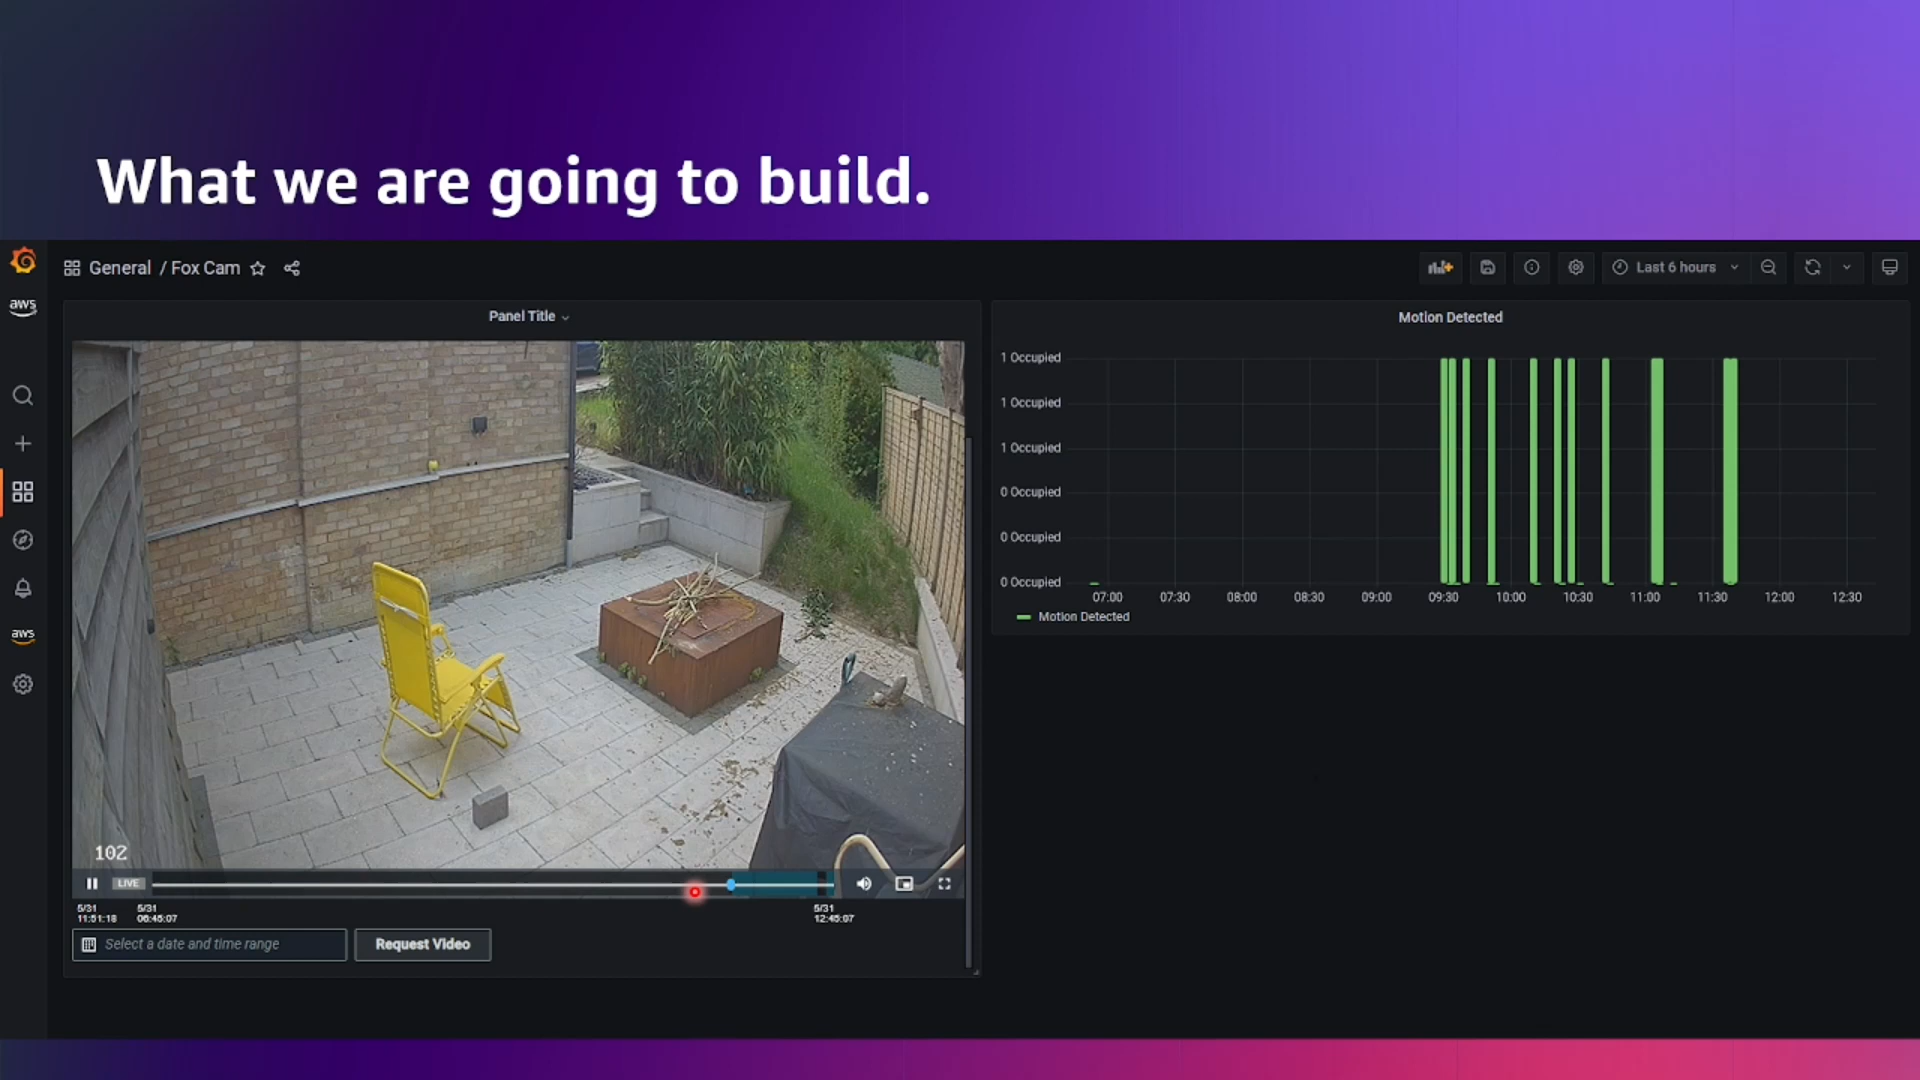 What we are going to build.
General / Fox Cam
Last 6 hours
aws
Panel Title
Motion Detected
1 Occupied
1 Occupied
1 Occupied
0 Occupied
0 Occupied
0 Occupied
07:00 07:30 08:00 08:30 09:00 09:30 10:00 10:30 11:00 11:30 12:00 12:30
Motion Detected
aws
102
LIVE
5/31 5/31 5/31
11:51:18 06:45:07 12:45:07
Select a date and time range
Request Video